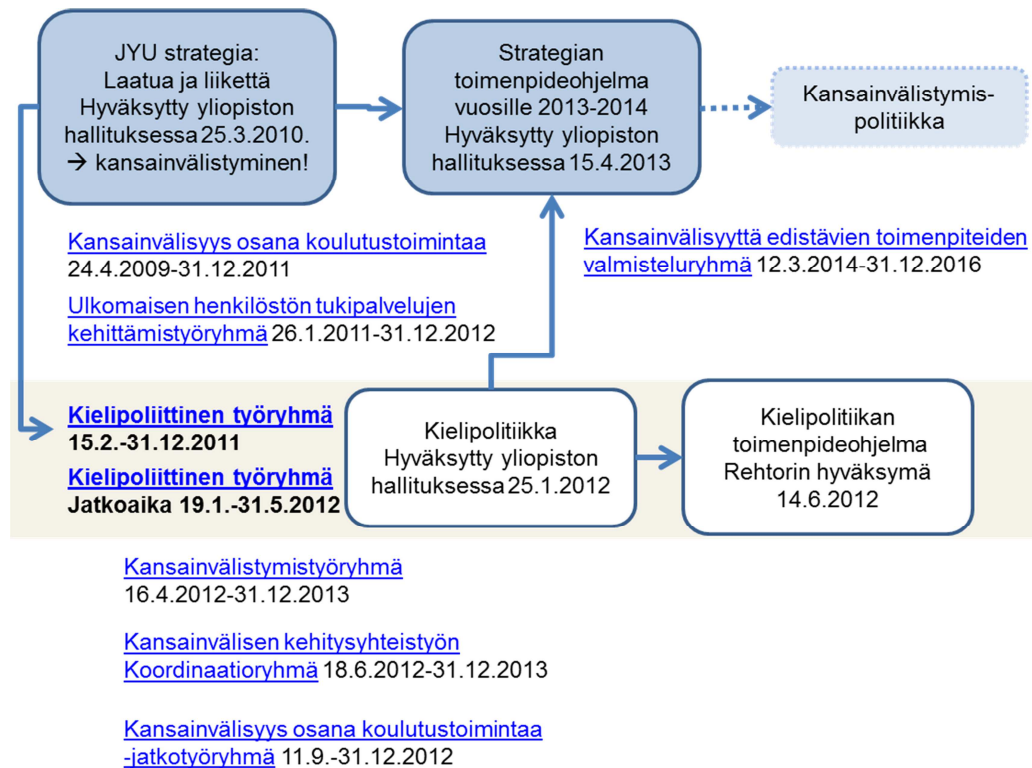 JYU strategia:
Laatua ja liikettä
Hyväksytty yliopiston
hallituksessa 25.3.2010.
→ kansainvälistyminen!
Strategian
toimenpideohjelma
vuosille 2013-2014
Hyväksytty yliopiston
hallituksessa 15.4.2013
Kansainvälistymis-
politiikka
Kansainvälisyys osana koulutustoimintaa
24.4.2009-31.12.2011
Ulkomaisen henkilöstön tukipalvelujen
kehittämistyöryhmä 26.1.2011-31.12.2012
Kansainvälisyyttä edistävien toimenpiteiden
valmisteluryhmä 12.3.2014-31.12.2016
Kielipoliittinen työryhmä
15.2.-31.12.2011
Kielipoliittinen työryhmä
Jatkoaika 19.1.-31.5.2012
Kielipolitiikka
Hyväksytty yliopiston
hallituksessa 25.1.2012
Kielipolitiikan
toimenpideohjelma
Rehtorin hyväksymä
14.6.2012
Kansainvälistymistyöryhmä
16.4.2012-31.12.2013
Kansainvälisen kehitysyhteistyön
Koordinaatioryhmä 18.6.2012-31.12.2013
Kansainvälisyys osana koulutustoimintaa
-jatkotyöryhmä 11.9.-31.12.2012